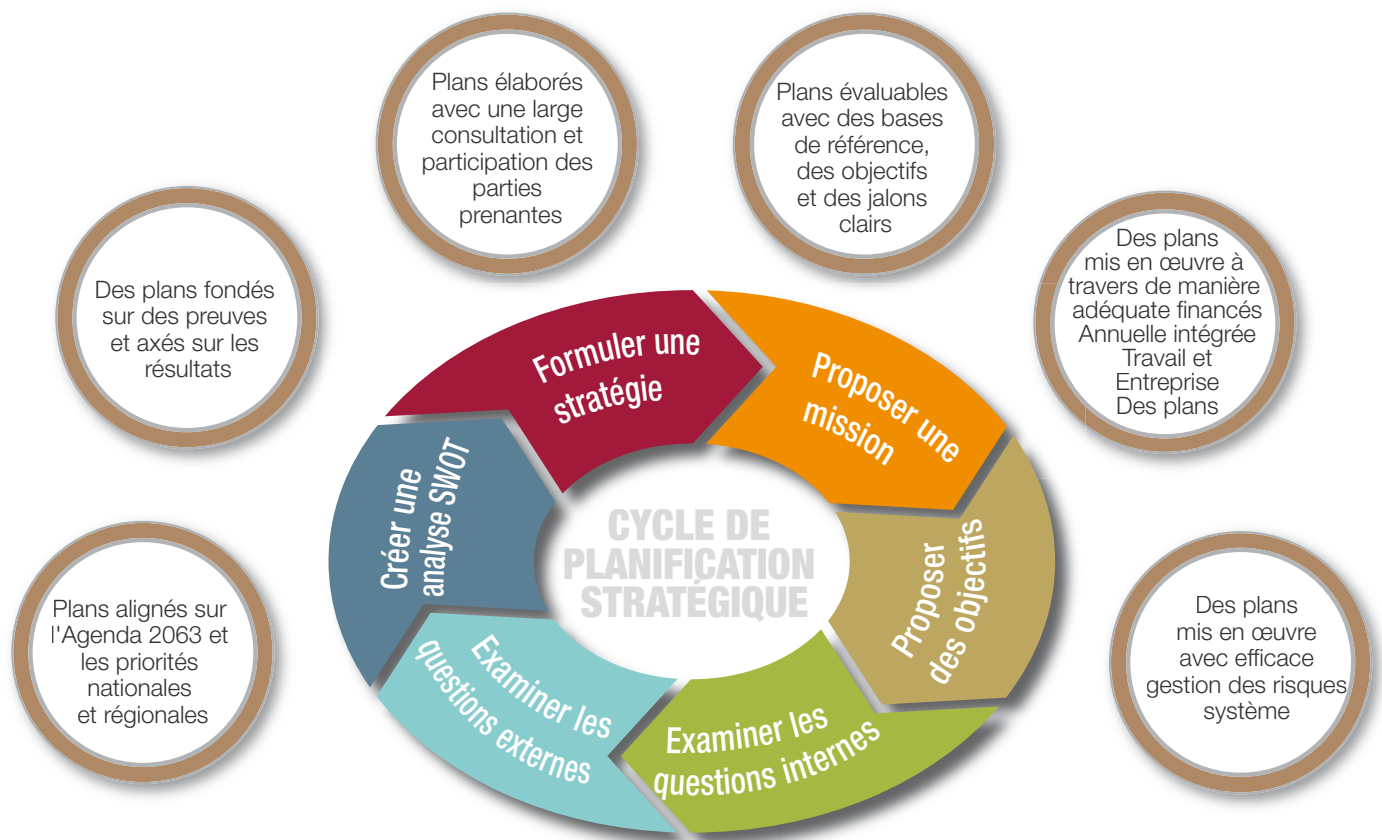 Plans élaborés
avec une large
consultation et
participation des
parties
prenantes
Plans évaluables
avec des bases
de référence,
des objectifs
et des jalons
clairs
Des plans fondés
sur des preuves
et axés sur les
résultats
Des plans
mis en œuvre à
travers de manière
adéquate financés
Annuelle intégrée
Travail et
Entreprise
Des plans
Plans alignés sur
l'Agenda 2063 et
les priorités
nationales
et régionales
Des plans
mis en œuvre
avec efficace
gestion des risques
système
Formuler une
stratégie
Proposer une
mission
Proposer
des objectifs
Examiner les
questions internes
Examiner les
questions externes
Créer une
analyse SWOT
CYCLE DE
PLANIFICATION
STRATÉGIQUE